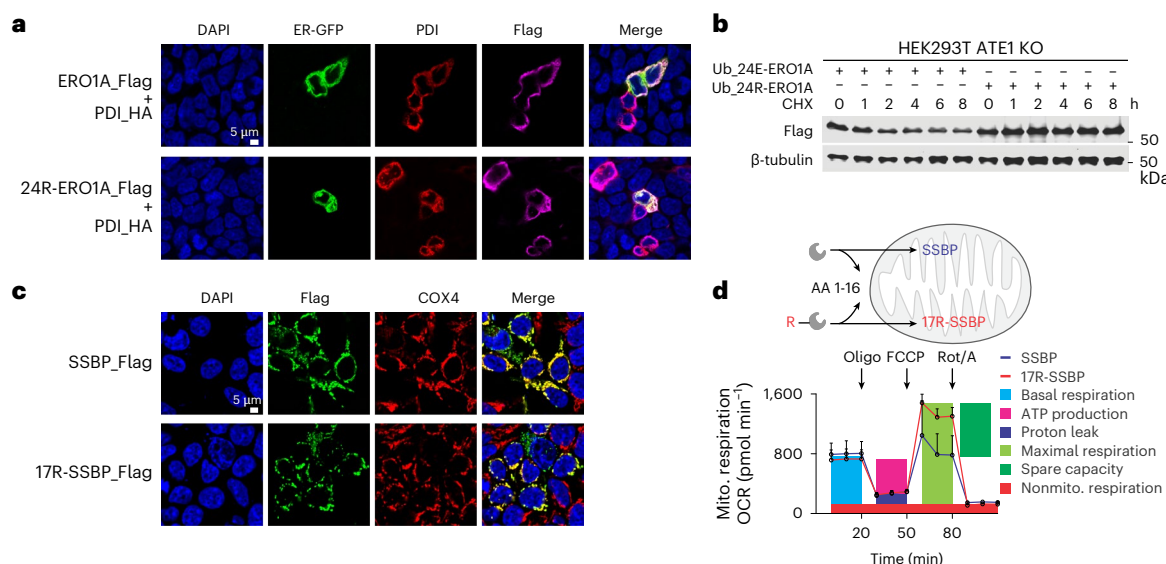 a
DAPI ER-GFP PDI Flag Merge
ERO1A_Flag
+
PDI_HA
5 μm
24R-ERO1A_Flag
+
PDI_HA
b
HEK293T ATE1 KO
Ub_24E-ERO1A + + + + + + – – – – – –
Ub_24R-ERO1A – – – – – – + + + + + +
CHX 0 1 2 4 6 8 0 1 2 4 6 8 h
Flag
50
β-tubulin
50
kDa
c
DAPI Flag COX4 Merge
SSBP_Flag
5 μm
17R-SSBP_Flag
d
SSBP
AA 1-16
R
17R-SSBP
Oligo FCCP Rot/A
SSBP
17R-SSBP
Basal respiration
ATP production
Proton leak
Maximal respiration
Spare capacity
Nonmito. respiration
Mito. respiration
OCR (pmol min⁻¹)
1,600
800
0
20 50 80
Time (min)